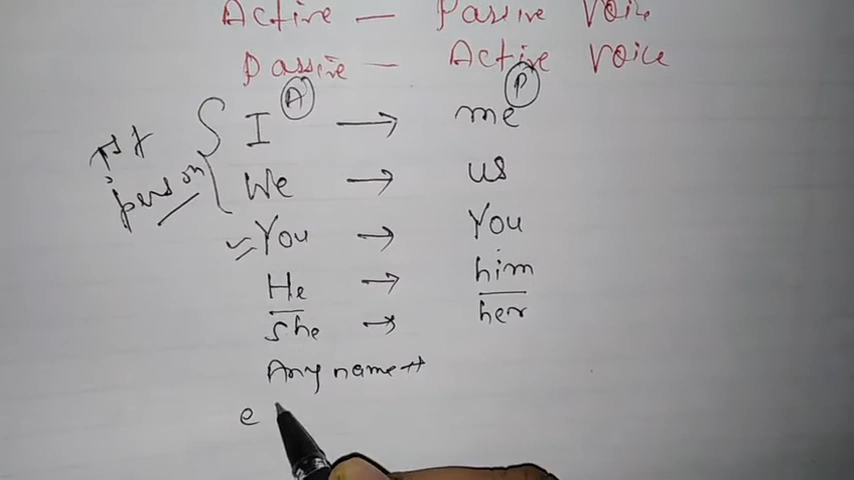 Active — Passive Voice
Passive — Active Voice
A P
I → me
1st person
We → us
You → You
He → him
She → her
Any name →
e